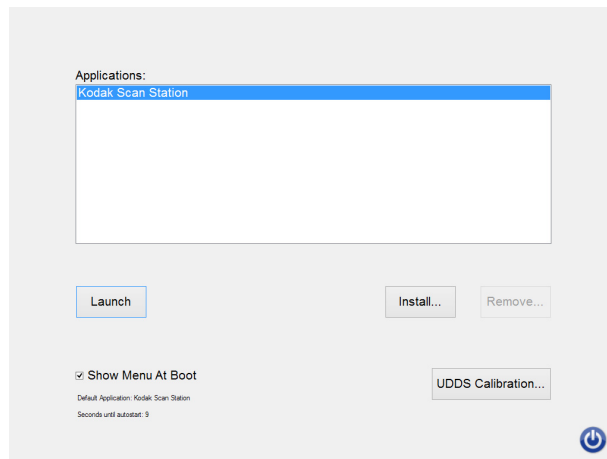 Applications:
Kodak Scan Station
Launch
Install...
Remove...
Show Menu At Boot
UDDS Calibration...
Default Application: Kodak Scan Station
Seconds until autostart: 9